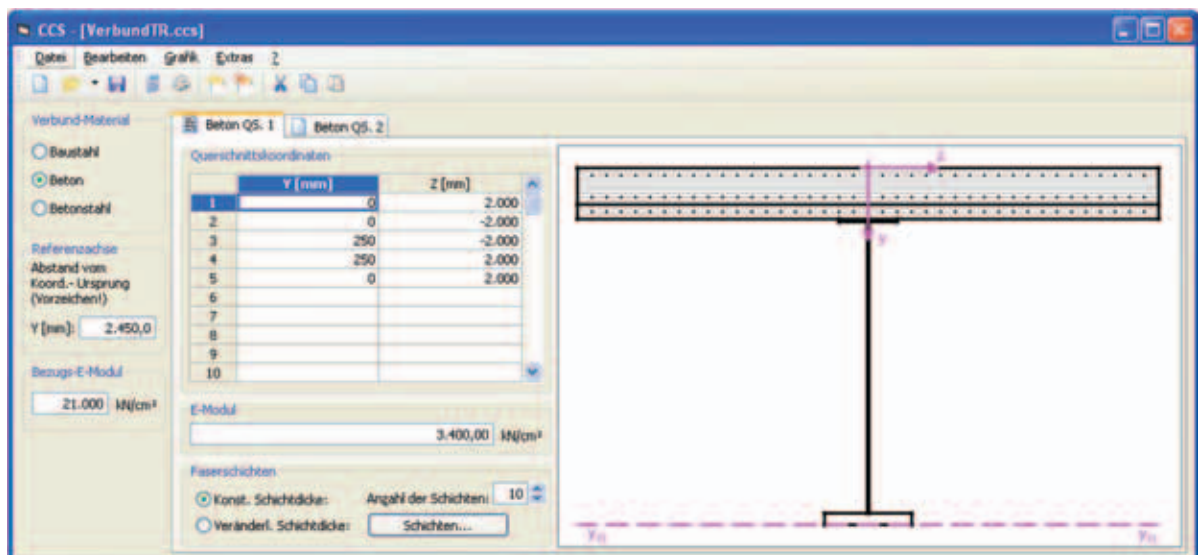 CCS - [VerbundTR.ccs]
Datei Bearbeiten Grafik Extras ?
Verbund-Material
Baustahl
Beton
Betonstahl
Referenzachse
Abstand vom
Koord.- Ursprung
(Vorzeichen!)
Y [mm]: 2.450,0
Bezugs-E-Modul
21.000 kN/cm²
Beton QS. 1 Beton QS. 2
Querschnittskoordinaten
Y [mm] Z [mm]
1 0 2.000
2 0 -2.000
3 250 -2.000
4 250 2.000
5 0 2.000
6
7
8
9
10
E-Modul
3.400,00 kN/cm²
Faserschichten
Konst. Schichtdicke: Anzahl der Schichten: 10
Veränderl. Schichtdicke: Schichten...
z
y